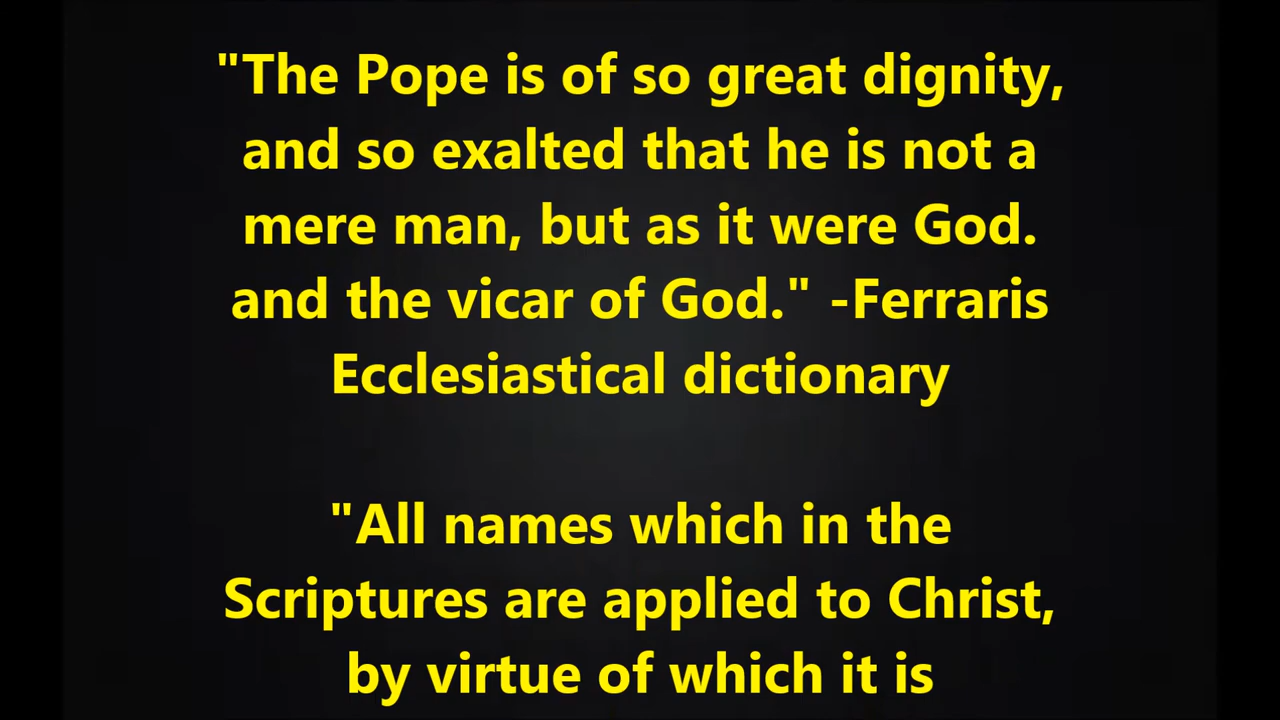 "The Pope is of so great dignity,
and so exalted that he is not a
mere man, but as it were God.
and the vicar of God." -Ferraris
Ecclesiastical dictionary
"All names which in the
Scriptures are applied to Christ,
by virtue of which it is